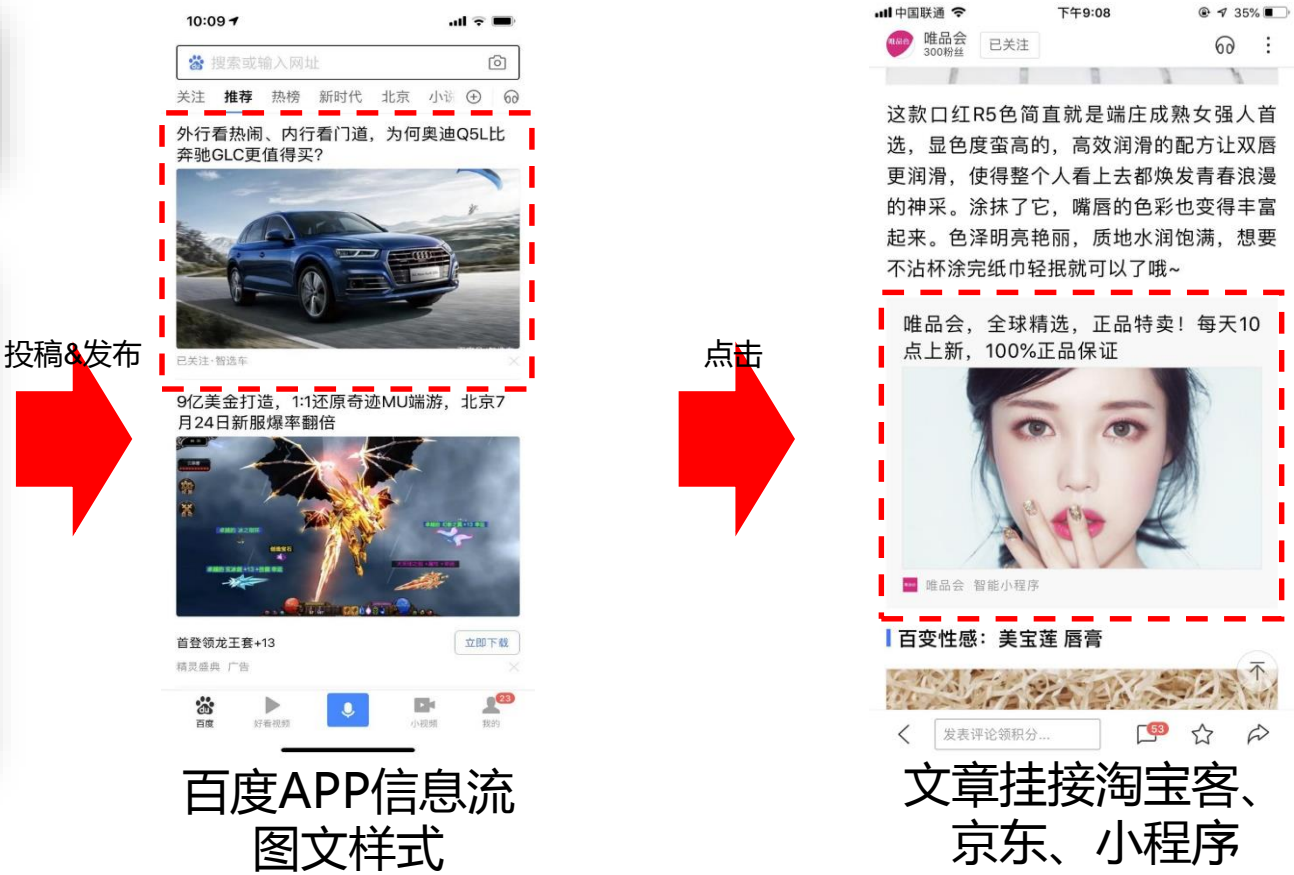 投稿&发布
10:09
搜索或输入网址
关注 推荐 热榜 新时代 北京 小说
外行看热闹、内行看门道，为何奥迪Q5L比
奔驰GLC更值得买？
已关注·智选车
9亿美金打造，1:1还原奇迹MU端游，北京7
月24日新服爆率翻倍
首登领龙王套+13
立即下载
精灵盛典 广告
百度 好看视频 小视频 我的
23
百度APP信息流
图文样式
点击
中国联通 下午9:08 35%
唯品会
唯品会
300粉丝
已关注
这款口红R5色简直就是端庄成熟女强人首
选，显色度蛮高的，高效润滑的配方让双唇
更润滑，使得整个人看上去都焕发青春浪漫
的神采。涂抹了它，嘴唇的色彩也变得丰富
起来。色泽明亮艳丽，质地水润饱满，想要
不沾杯涂完纸巾轻抿就可以了哦~
唯品会，全球精选，正品特卖！每天10
点上新，100%正品保证
唯品会 智能小程序
百变性感：美宝莲 唇膏
发表评论领积分...
53
文章挂接淘宝客、
京东、小程序